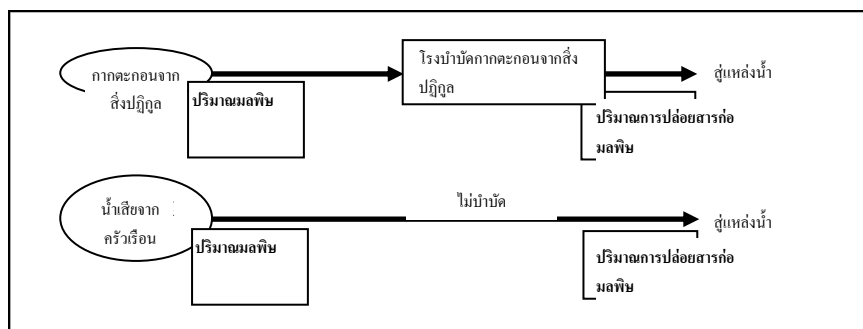 กากตะกอนจาก
สิ่งปฏิกูล
ปริมาณมลพิษ
โรงบำบัดกากตะกอนจากสิ่ง
ปฏิกูล
สู่แหล่งน้ำ
ปริมาณการปล่อยสารก่อ
มลพิษ
น้ำเสียจาก
ครัวเรือน
ปริมาณมลพิษ
ไม่บำบัด
สู่แหล่งน้ำ
ปริมาณการปล่อยสารก่อ
มลพิษ